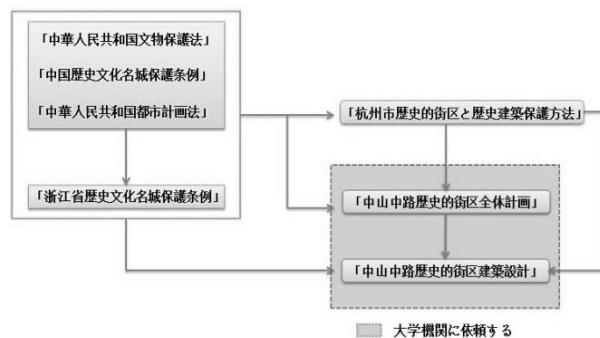 「中華人民共和国文物保護法」
「中国歴史文化名城保護条例」
「中華人民共和国都市計画法」
「浙江省歴史文化名城保護条例」
「杭州市歴史的街区と歴史建築保護方法」
「中山中路歴史的街区全体計画」
「中山中路歴史的街区建築設計」
大学機関に依頼する